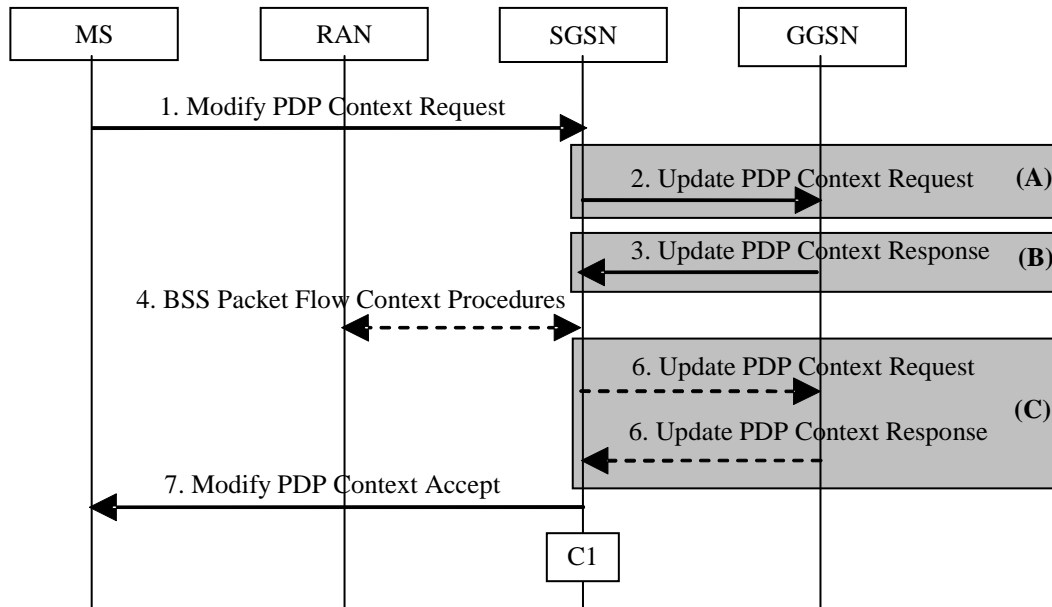 MS RAN SGSN GGSN
1. Modify PDP Context Request
2. Update PDP Context Request (A)
3. Update PDP Context Response (B)
4. BSS Packet Flow Context Procedures
6. Update PDP Context Request
(C)
6. Update PDP Context Response
7. Modify PDP Context Accept
C1